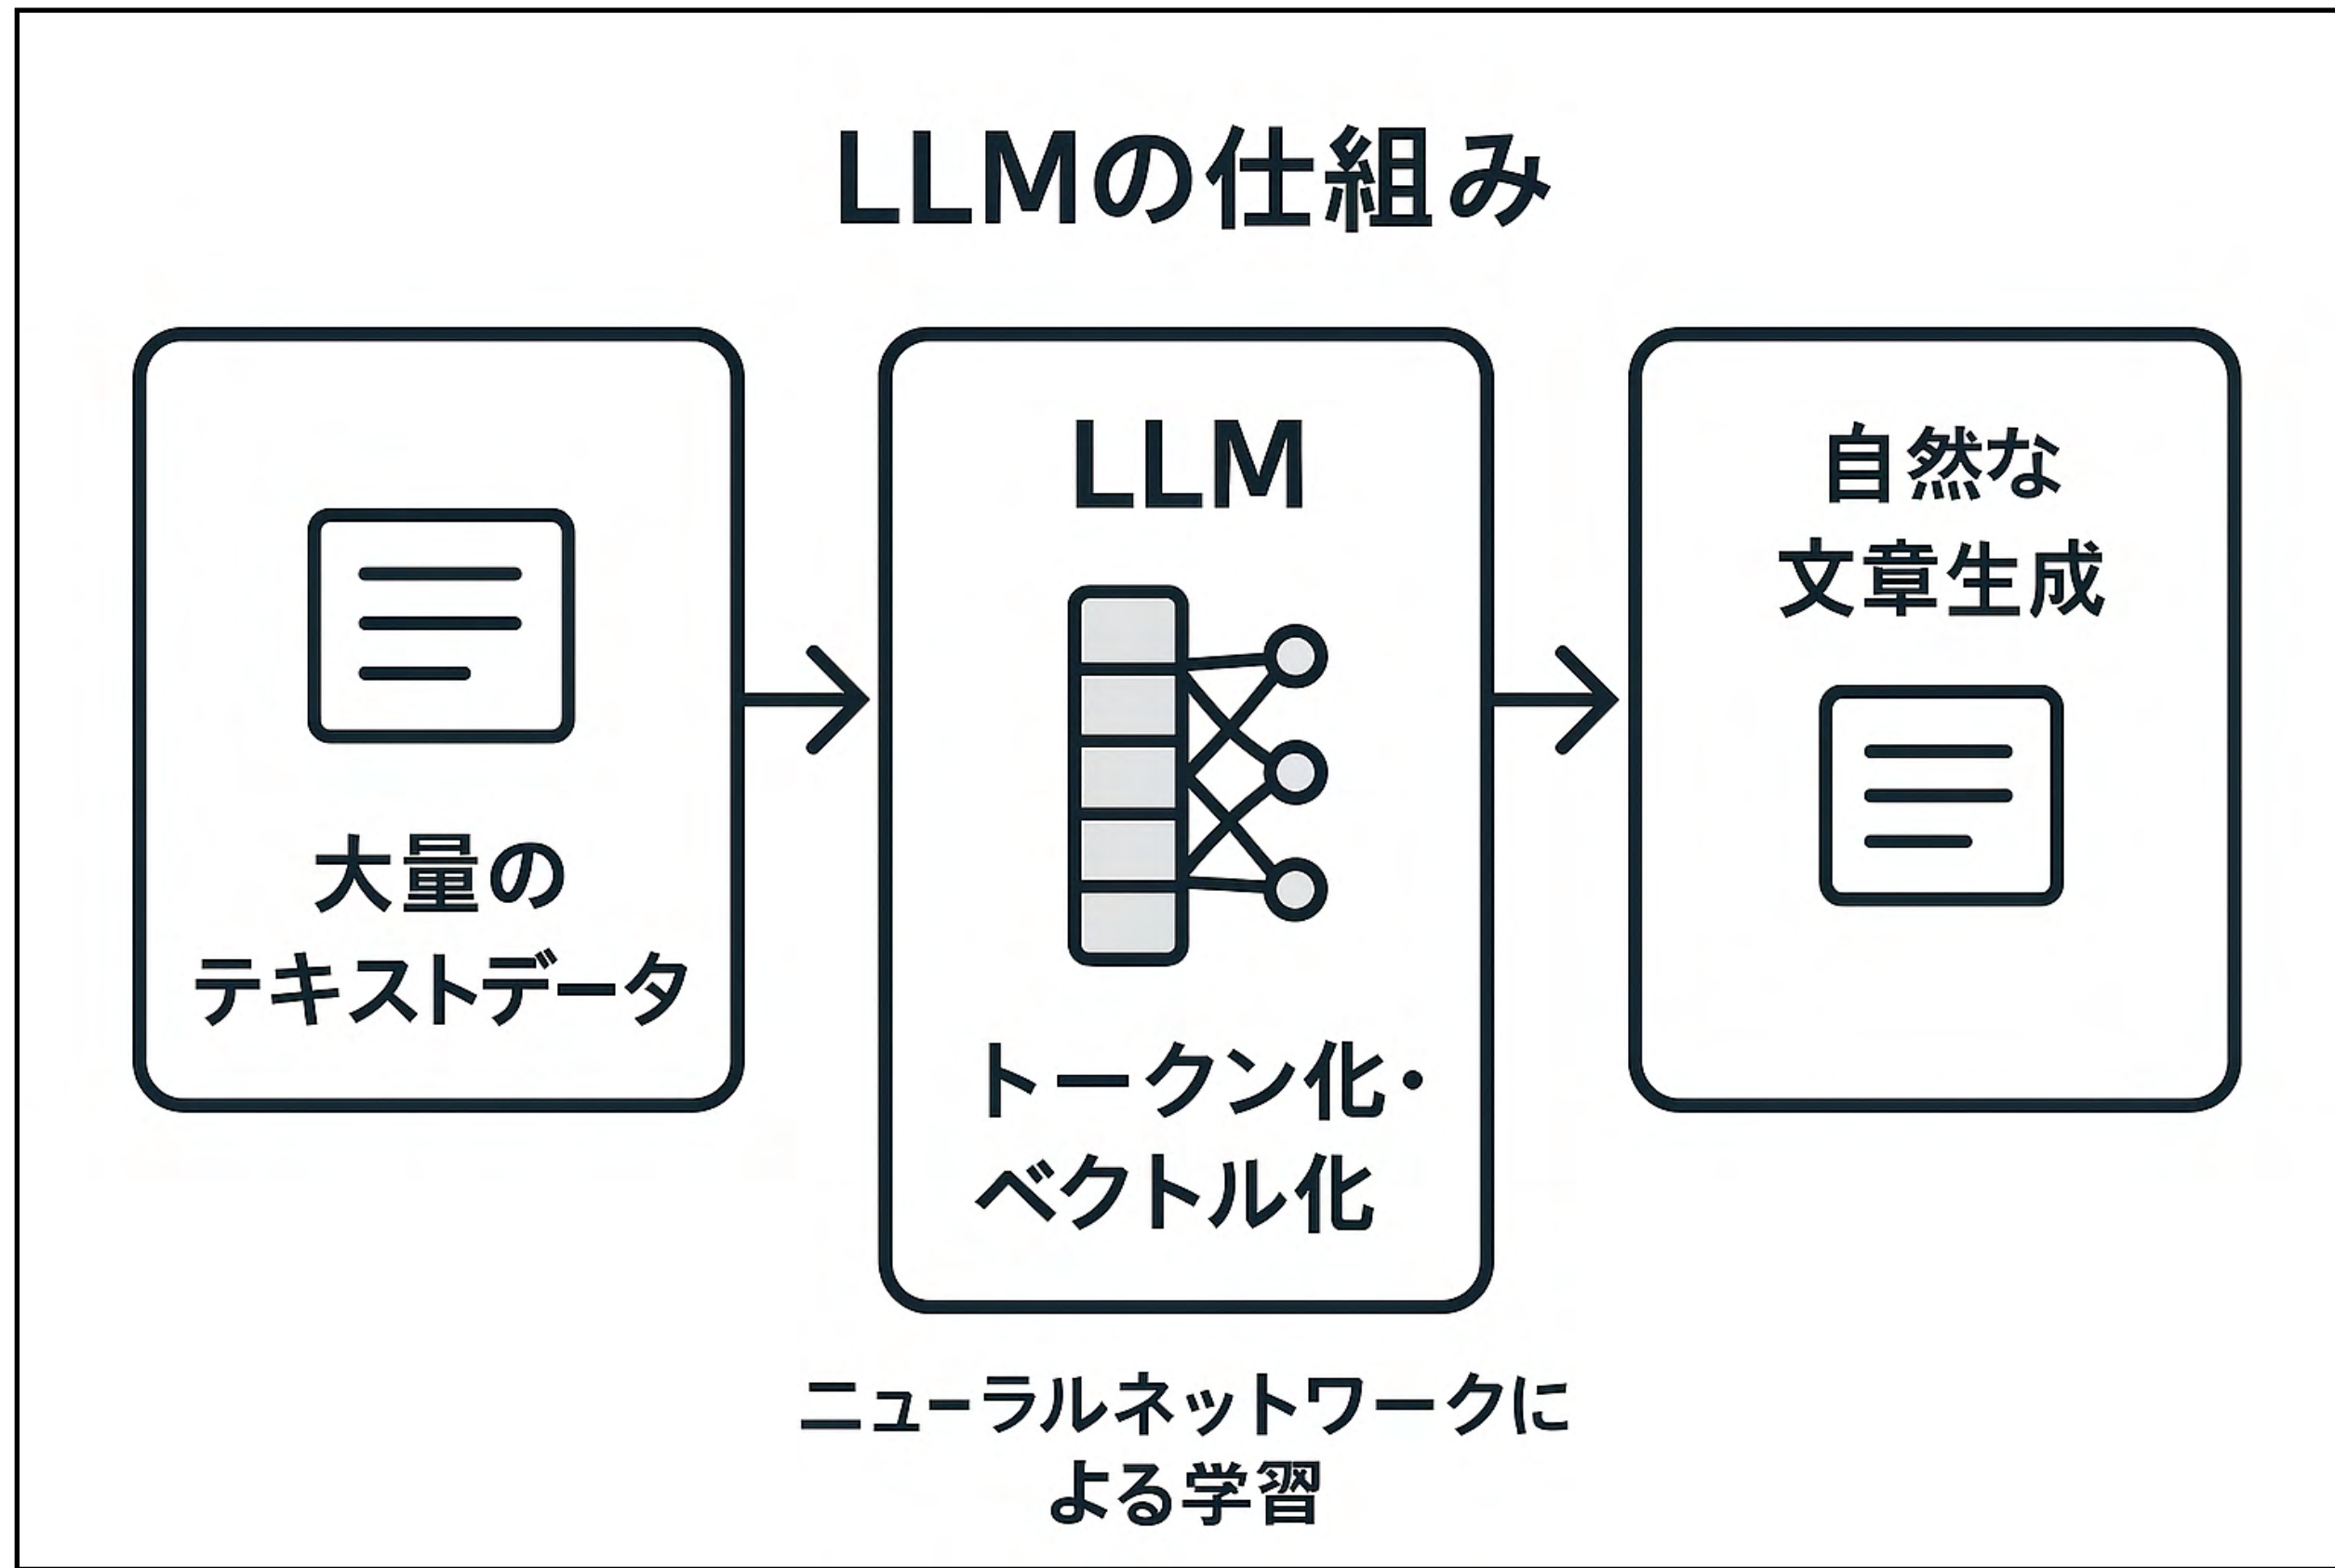 LLMの仕組み
大量の
テキストデータ
LLM
トークン化・
ベクトル化
自然な
文章生成
ニューラルネットワークに
よる学習